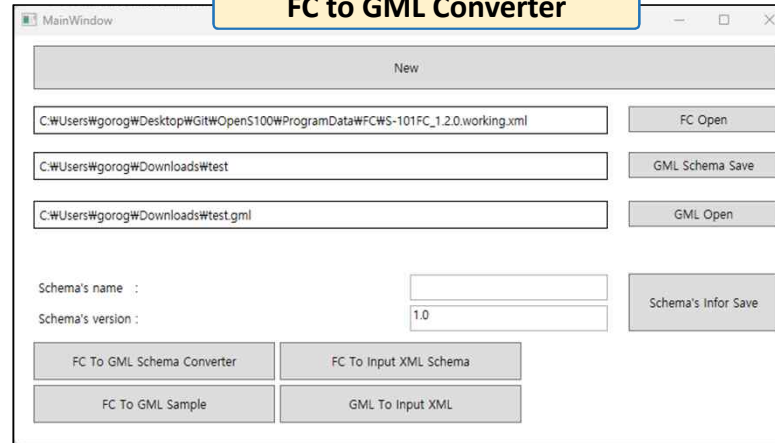 FC to GML Converter
MainWindow
New
C:₩Users₩gorog₩Desktop₩Git₩OpenS100₩ProgramData₩FC₩S-101FC_1.2.0.working.xml
FC Open
C:₩Users₩gorog₩Downloads₩test
GML Schema Save
C:₩Users₩gorog₩Downloads₩test.gml
GML Open
Schema's name :
Schema's version :
1.0
Schema's Infor Save
FC To GML Schema Converter
FC To Input XML Schema
FC To GML Sample
GML To Input XML